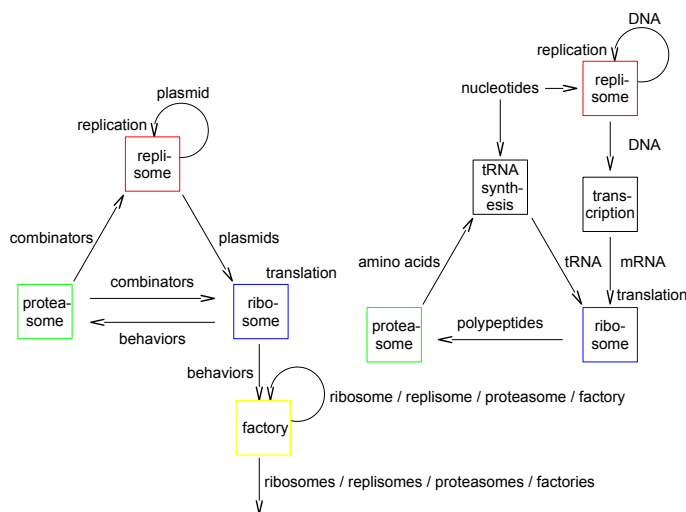 DNA
replication
plasmid
nucleotides
repli-
some
replication
repli-
some
DNA
tRNA
synth-
esis
trans-
cription
combinators
plasmids
amino acids
tRNA
mRNA
combinators
translation
translation
protea-
some
ribo-
some
protea-
some
polypeptides
ribo-
some
behaviors
behaviors
ribosome / replisome / proteasome / factory
factory
ribosomes / replisomes / proteasomes / factories